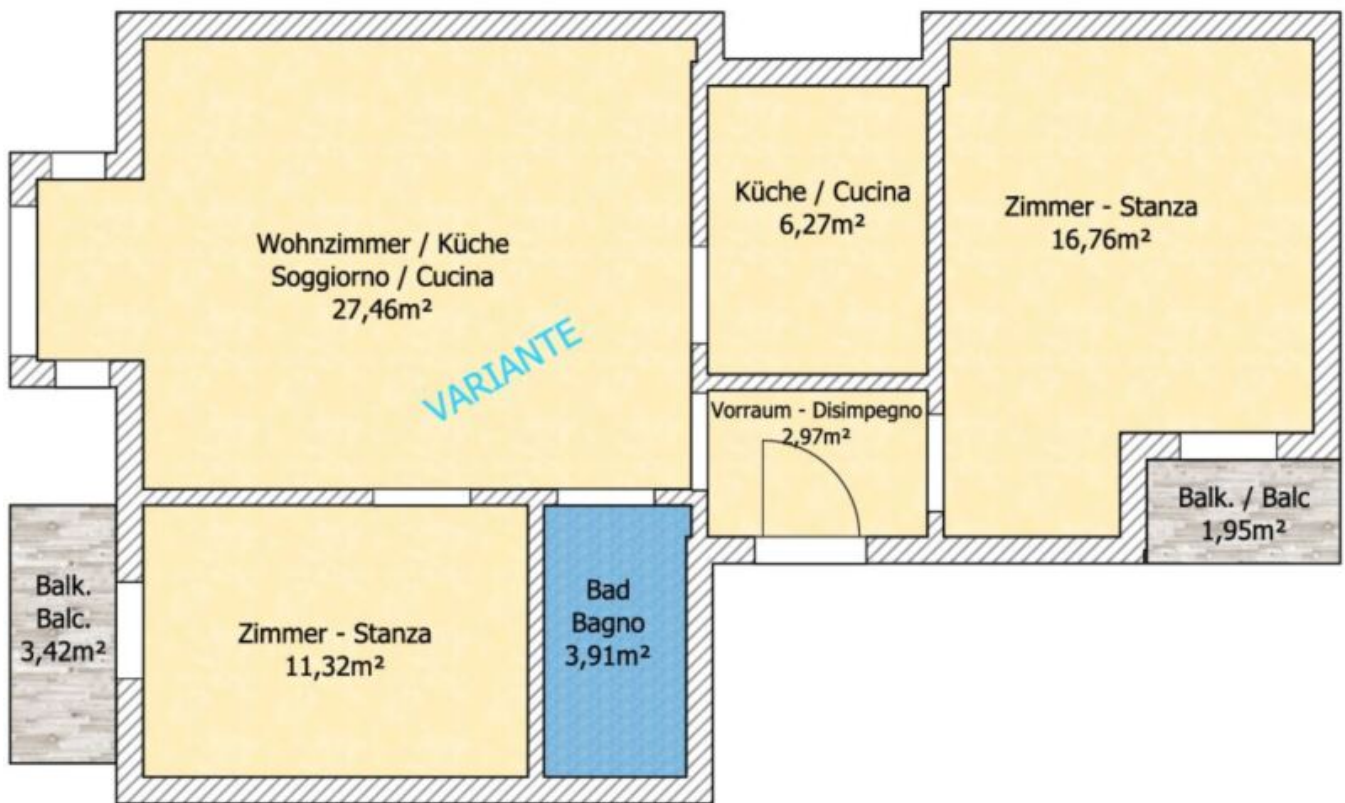 Wohnzimmer / Küche
Soggiorno / Cucina
27,46m²
VARIANTE
Küche / Cucina
6,27m²
Zimmer - Stanza
16,76m²
Vorraum - Disimpegno
2,97m²
Balk. / Balc
1,95m²
Balk.
Balc.
3,42m²
Zimmer - Stanza
11,32m²
Bad
Bagno
3,91m²